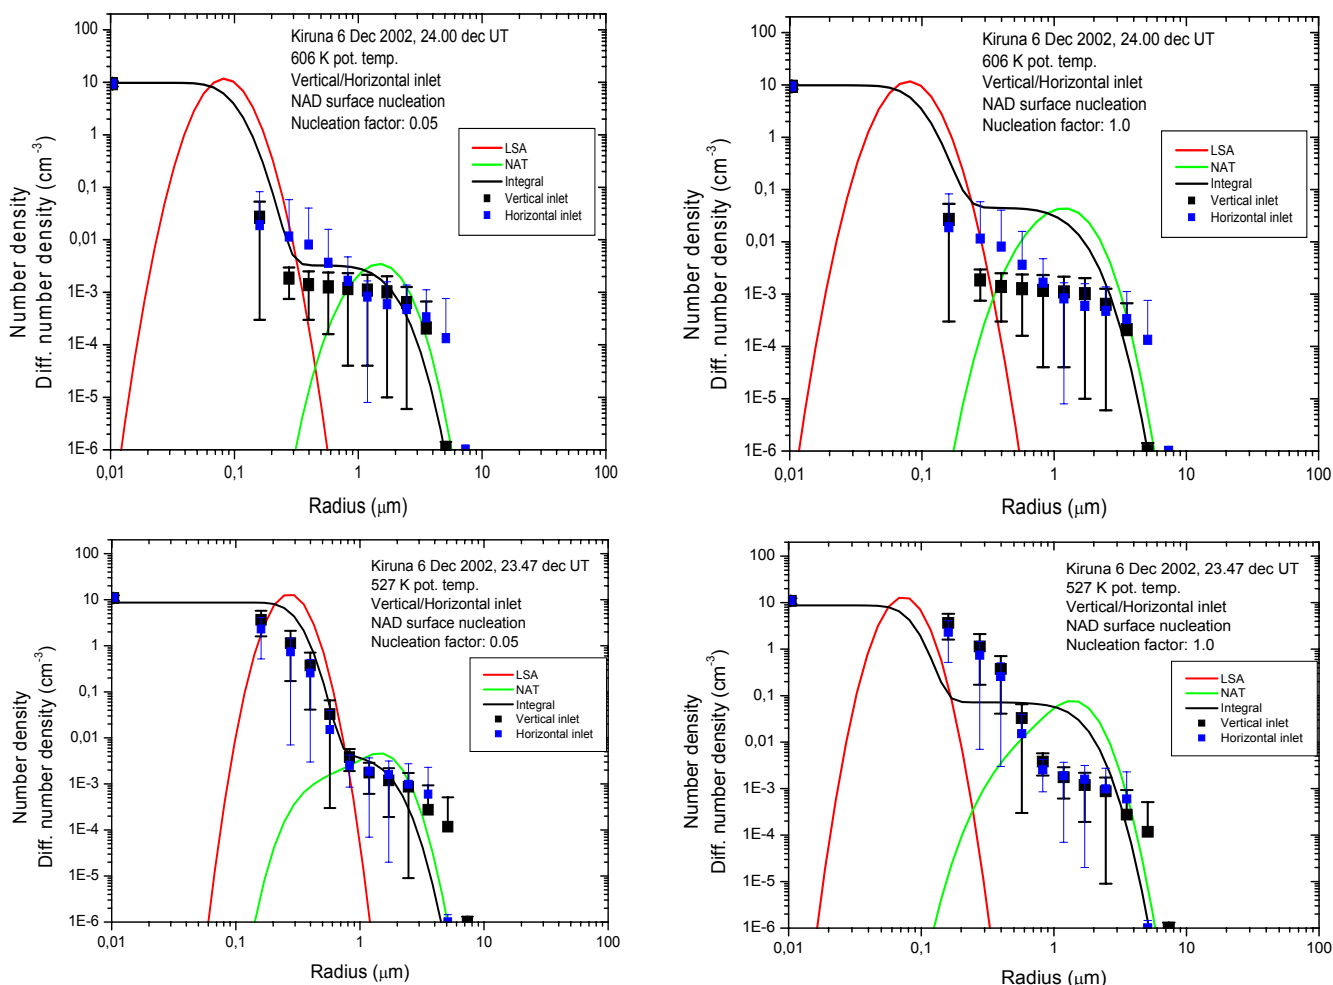 Kiruna 6 Dec 2002, 24.00 dec UT
606 K pot. temp.
Vertical/Horizontal inlet
NAD surface nucleation
Nucleation factor: 0.05
LSA
NAT
Integral
Vertical inlet
Horizontal inlet
100
10
1
0,1
0,01
1E-3
1E-4
1E-5
1E-6
0,01
0,1
1
10
100
Number density
Diff. number density (cm⁻³)
Radius (μm)
Kiruna 6 Dec 2002, 24.00 dec UT
606 K pot. temp.
Vertical/Horizontal inlet
NAD surface nucleation
Nucleation factor: 1.0
LSA
NAT
Integral
Vertical inlet
Horizontal inlet
100
10
1
0,1
0,01
1E-3
1E-4
1E-5
1E-6
0,01
0,1
1
10
100
Number density
Diff. number density (cm⁻³)
Radius (μm)
Kiruna 6 Dec 2002, 23.47 dec UT
527 K pot. temp.
Vertical/Horizontal inlet
NAD surface nucleation
Nucleation factor: 0.05
LSA
NAT
Integral
Vertical inlet
Horizontal inlet
100
10
1
0,1
0,01
1E-3
1E-4
1E-5
1E-6
0,01
0,1
1
10
100
Number density
Diff. number density (cm⁻³)
Radius (μm)
Kiruna 6 Dec 2002, 23.47 dec UT
527 K pot. temp.
Vertical/Horizontal inlet
NAD surface nucleation
Nucleation factor: 1.0
LSA
NAT
Integral
Vertical inlet
Horizontal inlet
100
10
1
0,1
0,01
1E-3
1E-4
1E-5
1E-6
0,01
0,1
1
10
100
Number density
Diff. number density (cm⁻³)
Radius (μm)